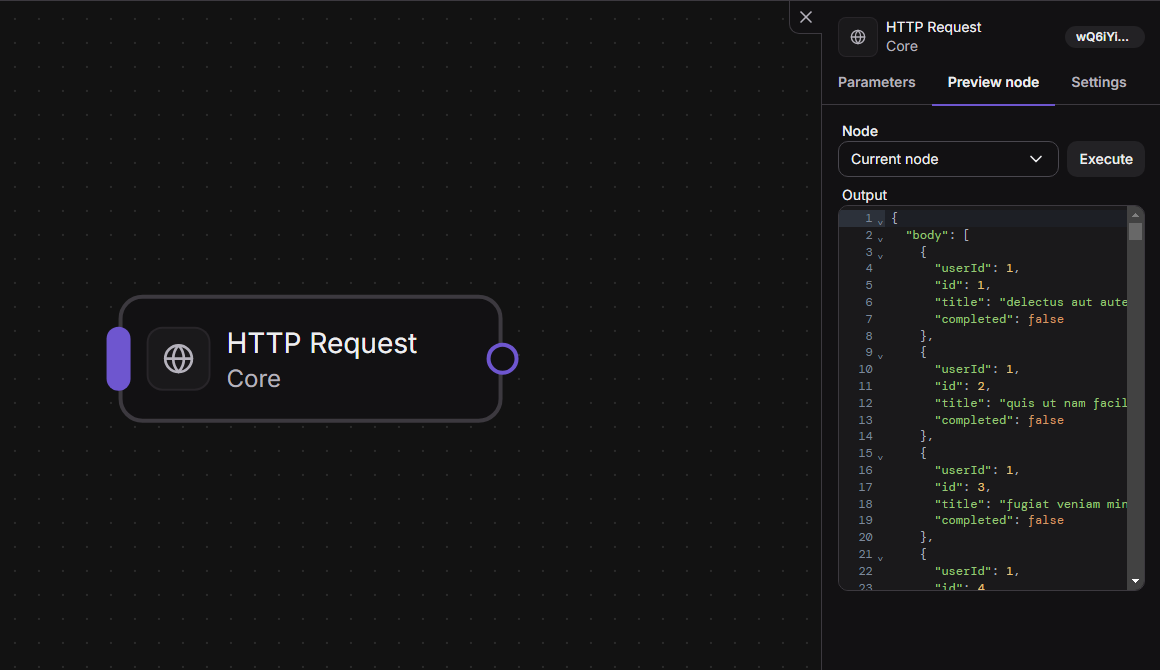 HTTP Request
Core
HTTP Request
Core
wQ6iYi...
Parameters
Preview node
Settings
Node
Current node
Execute
Output
1 {
2 "body": [
3 {
4 "userId": 1,
5 "id": 1,
6 "title": "delectus aut aute
7 "completed": false
8 },
9 {
10 "userId": 1,
11 "id": 2,
12 "title": "quis ut nam facil
13 "completed": false
14 },
15 {
16 "userId": 1,
17 "id": 3,
18 "title": "fugiat veniam min
19 "completed": false
20 },
21 {
22 "userId": 1,
23 "id": 4